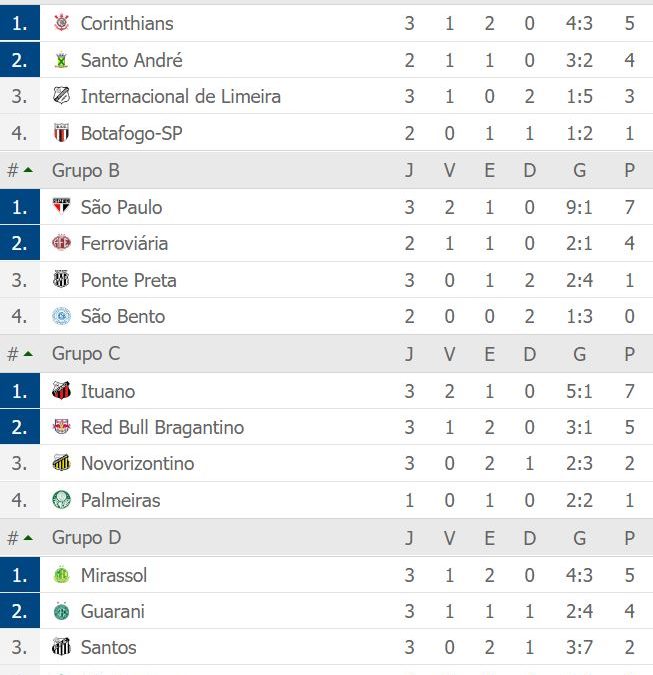 1. Corinthians 3 1 2 0 4:3 5
2. Santo André 2 1 1 0 3:2 4
3. Internacional de Limeira 3 1 0 2 1:5 3
4. Botafogo-SP 2 0 1 1 1:2 1
# Grupo B J V E D G P
1. São Paulo 3 2 1 0 9:1 7
2. Ferroviária 2 1 1 0 2:1 4
3. Ponte Preta 3 0 1 2 2:4 1
4. São Bento 2 0 0 2 1:3 0
# Grupo C J V E D G P
1. Ituano 3 2 1 0 5:1 7
2. Red Bull Bragantino 3 1 2 0 3:1 5
3. Novorizontino 3 0 2 1 2:3 2
4. Palmeiras 1 0 1 0 2:2 1
# Grupo D J V E D G P
1. Mirassol 3 1 2 0 4:3 5
2. Guarani 3 1 1 1 2:4 4
3. Santos 3 0 2 1 3:7 2